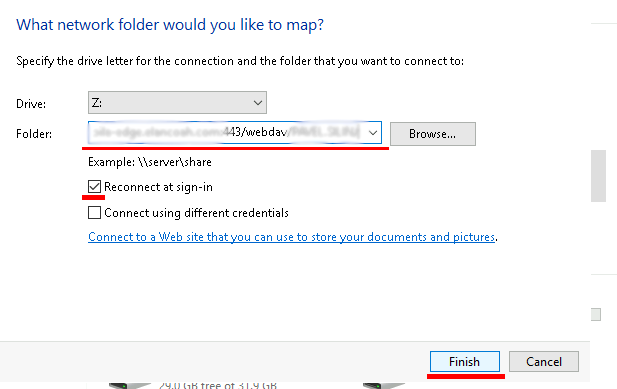 What network folder would you like to map?
Specify the drive letter for the connection and the folder that you want to connect to:
Drive: Z:
Folder: 443/webdav Browse...
Example: \\server\share
Reconnect at sign-in
Connect using different credentials
Connect to a Web site that you can use to store your documents and pictures.
Finish Cancel
29.0 GB free of 31.9 GB